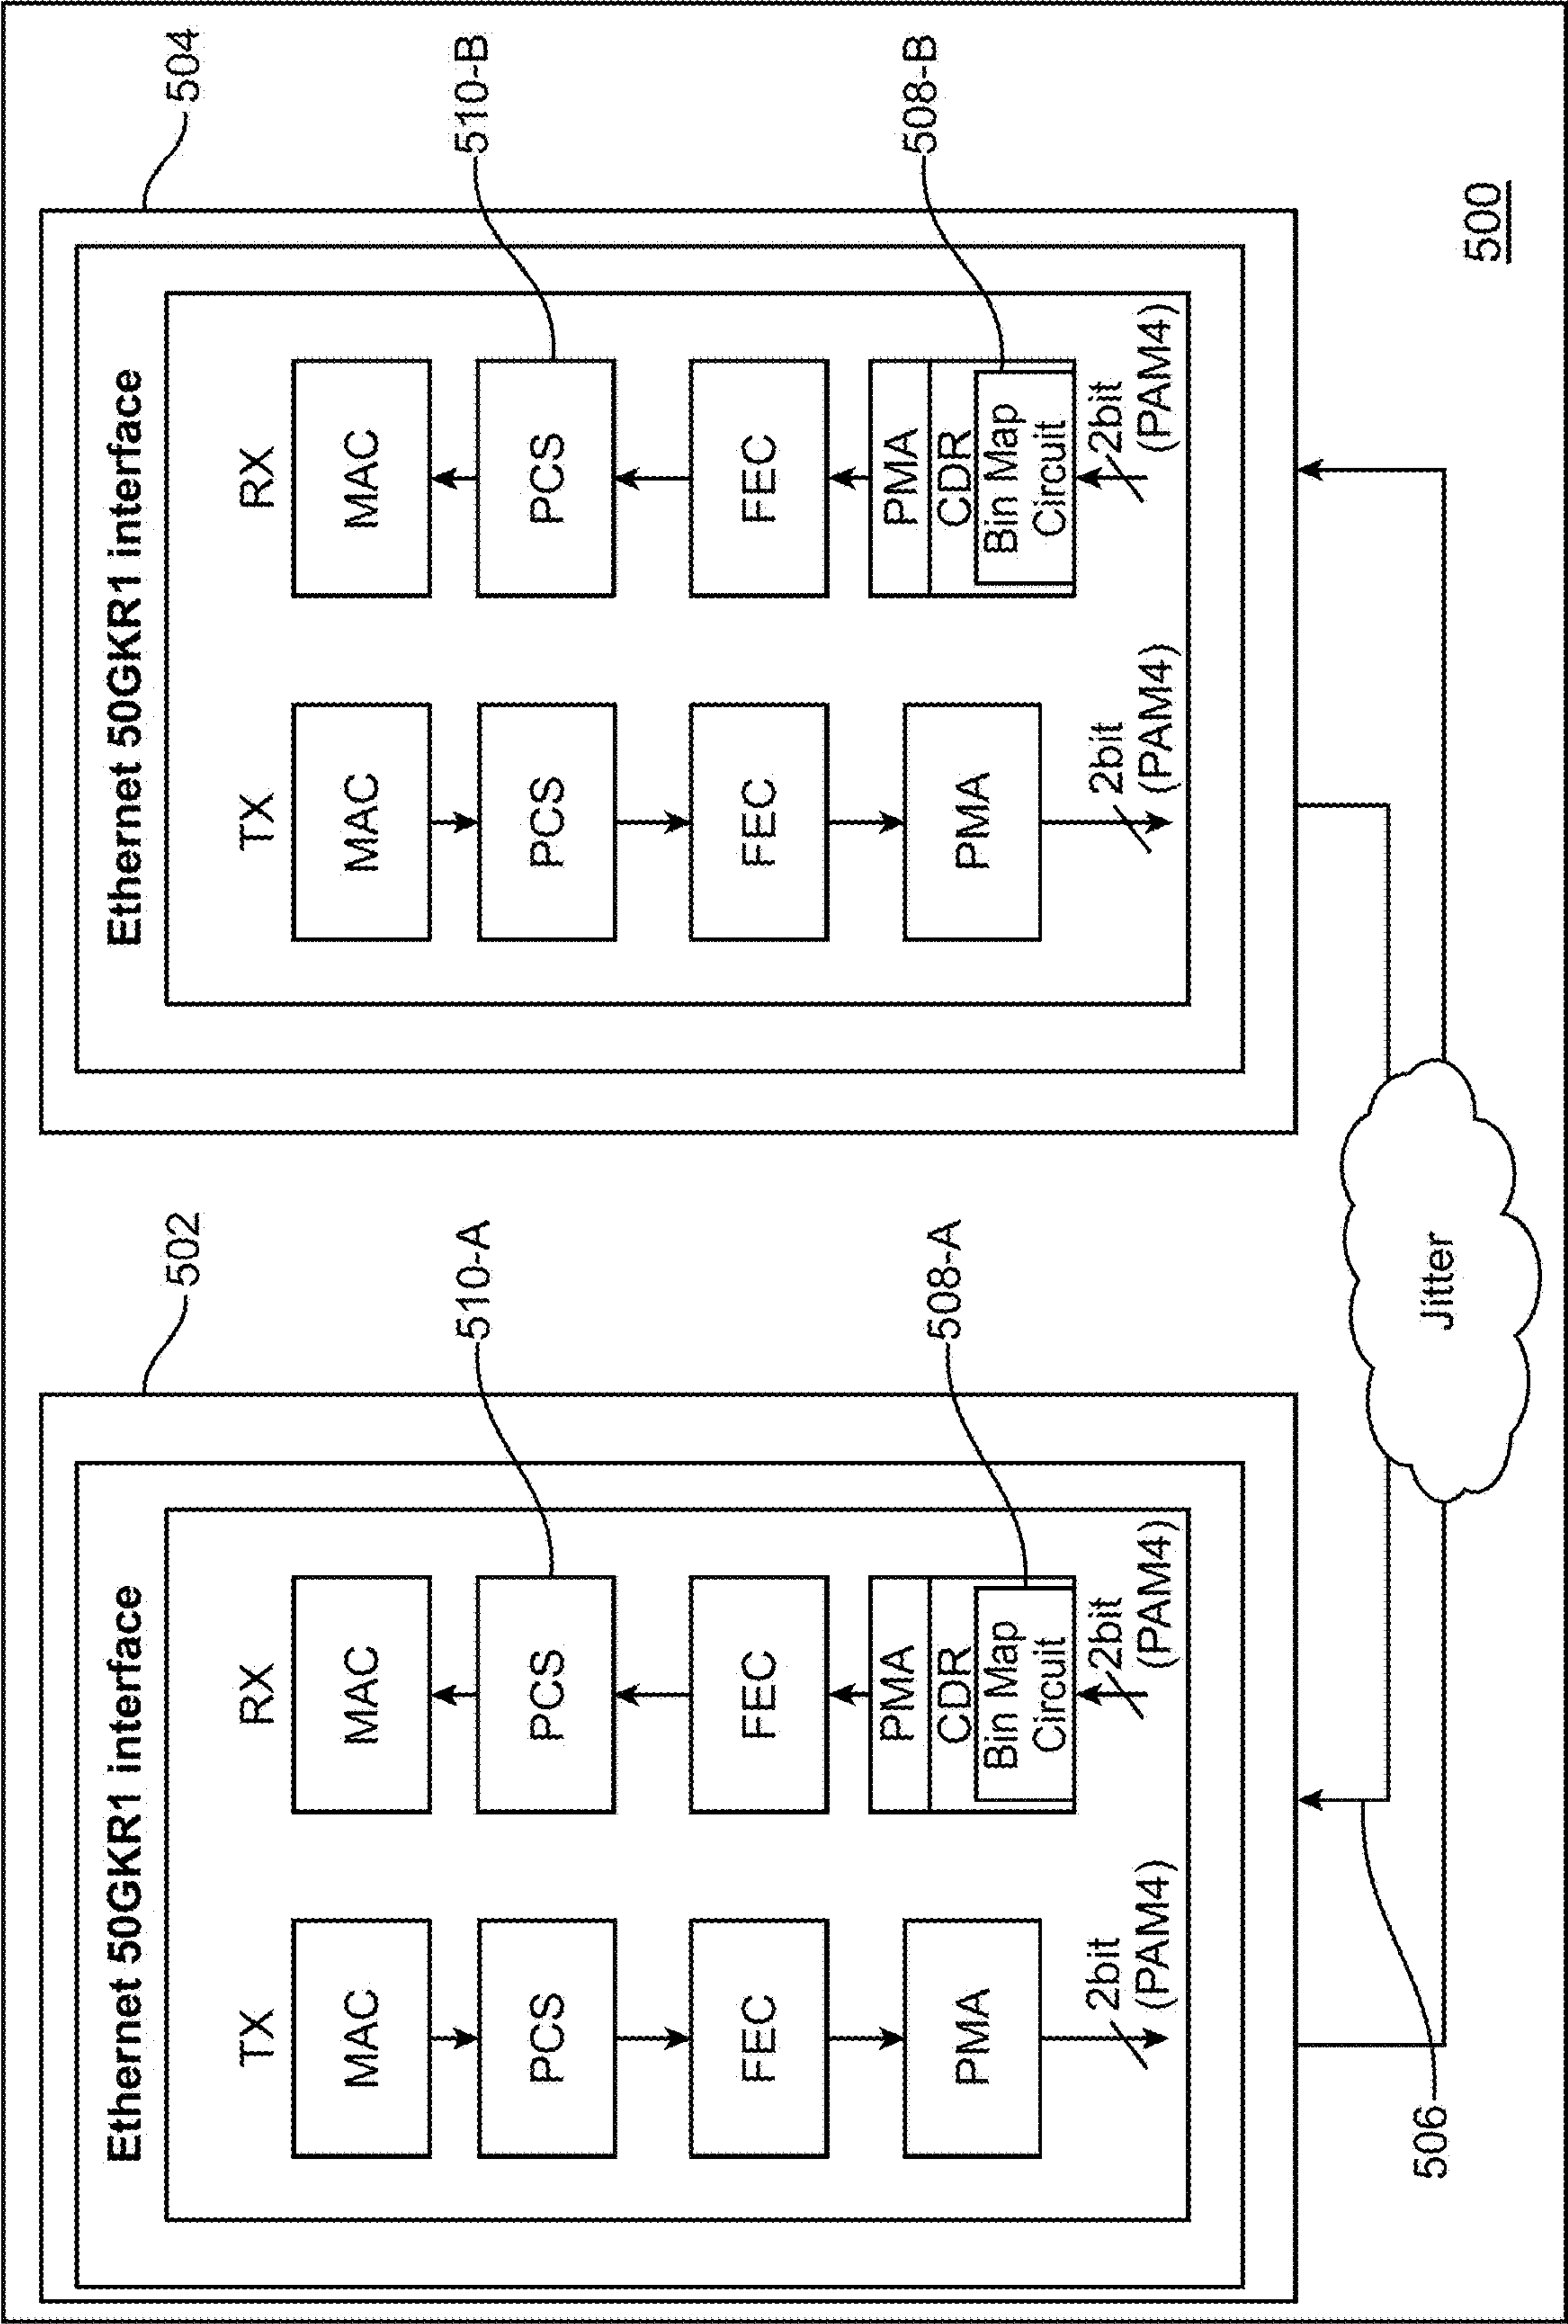 502
Ethernet 50GKR1 interface
TX
RX
MAC
MAC
PCS
PCS
510-A
FEC
FEC
PMA
PMA
CDR
Bin Map
Circuit
508-A
2bit
(PAM4)
2bit
(PAM4)
504
Ethernet 50GKR1 interface
TX
RX
MAC
MAC
PCS
PCS
510-B
FEC
FEC
PMA
PMA
CDR
Bin Map
Circuit
508-B
2bit
(PAM4)
2bit
(PAM4)
506
Jitter
500